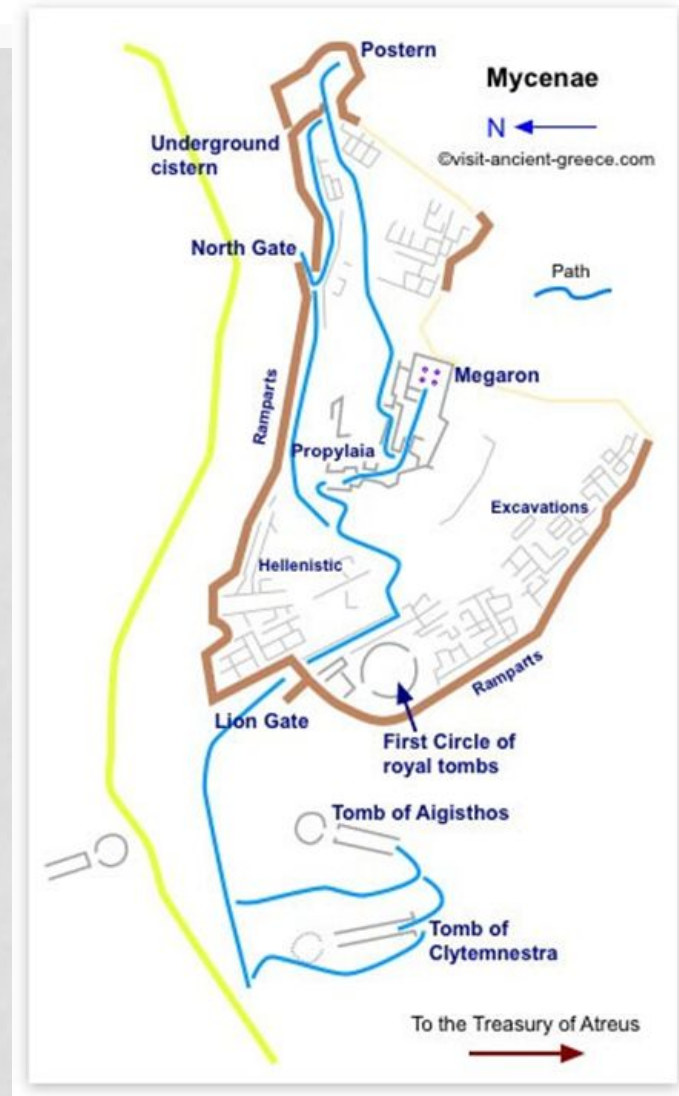 Postern
Mycenae
N
©visit-ancient-greece.com
Underground
cistern
North Gate
Path
Ramparts
Megaron
Propylaia
Excavations
Hellenistic
Ramparts
Lion Gate
First Circle of
royal tombs
Tomb of Aigisthos
Tomb of
Clytemnestra
To the Treasury of Atreus